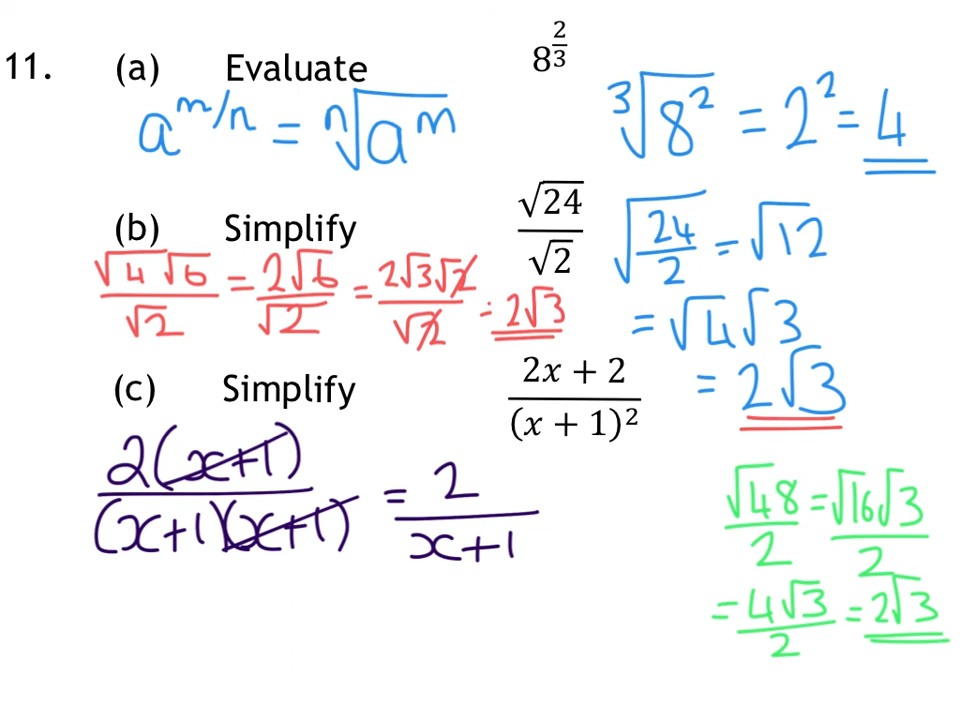 11. (a) Evaluate 8^(2/3)
a^(m/n) = ⁿ√(a^m)
³√(8²) = 2² = 4
(b) Simplify √24/√2
√(24/2) = √12
= √4√3
= 2√3
√4√6/√2 = 2√6/√2 = 2√3√2/√2 = 2√3
(c) Simplify (2x + 2)/(x + 1)²
2(x+1)/(x+1)(x+1) = 2/(x+1)
√48/2 = √16√3/2
= 4√3/2 = 2√3